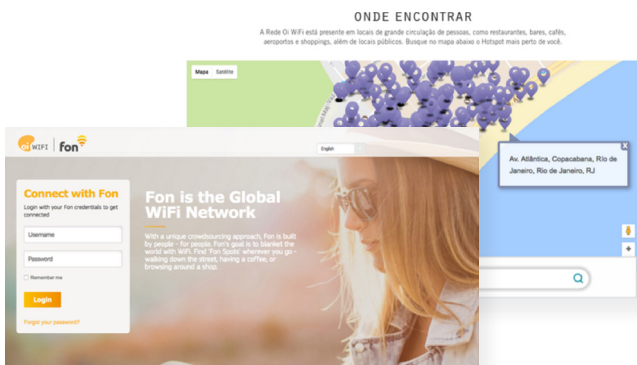 ONDE ENCONTRAR
A Rede Oi WiFi está presente em locais de grande circulação de pessoas, como restaurantes, bares, cafés,
aeroportos e shoppings, além de locais públicos. Busque no mapa abaixo o Hotspot mais perto de você.
Mapa Satélite
Av. Atlântica, Copacabana, Rio de
Janeiro, Rio de Janeiro, RJ
oi WIFI fon
English
Connect with Fon
Login with your Fon credentials to get
connected
Username
Password
Remember me
Login
Forgot your password?
Fon is the Global
WiFi Network
With a unique crowdsourcing approach, Fon is built
by people - for people. Fon's goal is to blanket the
world with WiFi. Find 'Fon Spots' wherever you go -
walking down the street, having a coffee, or
browsing around a shop.